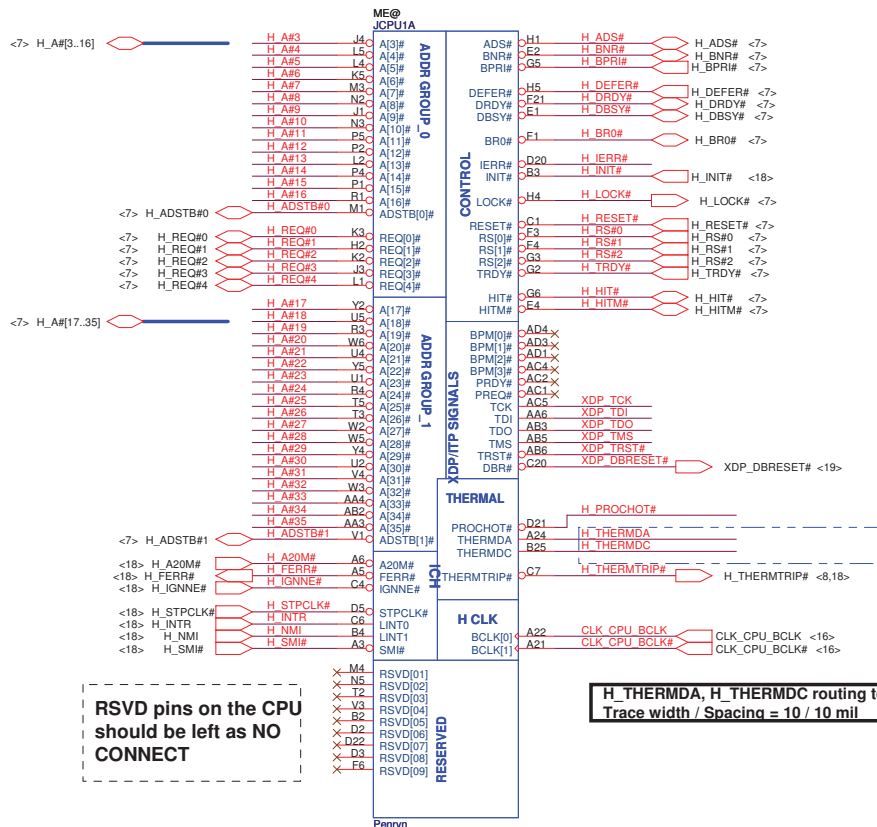 ME@
JCPU1A
<7> H_A#[3..16]
H_A#3 J4 A[3]#
H_A#4 L5 A[4]#
H_A#5 L4 A[5]#
H_A#6 K5 A[6]#
H_A#7 M3 A[7]#
H_A#8 N2 A[8]#
H_A#9 J1 A[9]#
H_A#10 N3 A[10]#
H_A#11 P5 A[11]#
H_A#12 P2 A[12]#
H_A#13 L2 A[13]#
H_A#14 P4 A[14]#
H_A#15 P1 A[15]#
H_A#16 R1 A[16]#
<7> H_ADSTB#0 H_ADSTB#0 M1 ADSTB[0]#
<7> H_REQ#0 H_REQ#0 K3 REQ[0]#
<7> H_REQ#1 H_REQ#1 H2 REQ[1]#
<7> H_REQ#2 H_REQ#2 K2 REQ[2]#
<7> H_REQ#3 H_REQ#3 J3 REQ[3]#
<7> H_REQ#4 H_REQ#4 L1 REQ[4]#
ADDR GROUP_0
<7> H_A#[17..35]
H_A#17 Y2 A[17]#
H_A#18 U5 A[18]#
H_A#19 R3 A[19]#
H_A#20 W6 A[20]#
H_A#21 U4 A[21]#
H_A#22 Y5 A[22]#
H_A#23 U1 A[23]#
H_A#24 R4 A[24]#
H_A#25 T5 A[25]#
H_A#26 T3 A[26]#
H_A#27 W2 A[27]#
H_A#28 W5 A[28]#
H_A#29 Y4 A[29]#
H_A#30 U2 A[30]#
H_A#31 V4 A[31]#
H_A#32 W3 A[32]#
H_A#33 AA4 A[33]#
H_A#34 AB2 A[34]#
H_A#35 AA3 A[35]#
<7> H_ADSTB#1 H_ADSTB#1 V1 ADSTB[1]#
ADDR GROUP_1
<18> H_A20M# H_A20M# A6 A20M#
<18> H_FERR# H_FERR# A5 FERR#
<18> H_IGNNE# H_IGNNE# C4 IGNNE#
<18> H_STPCLK# H_STPCLK# D5 STPCLK#
<18> H_INTR H_INTR C6 LINT0
<18> H_NMI H_NMI B4 LINT1
<18> H_SMI# H_SMI# A3 SMI#
ICH
M4 RSVD[01]
N5 RSVD[02]
T2 RSVD[03]
V3 RSVD[04]
B2 RSVD[05]
D2 RSVD[06]
D22 RSVD[07]
D3 RSVD[08]
F6 RSVD[09]
RESERVED
CONTROL
ADS# H1 H_ADS# H_ADS# <7>
BNR# E2 H_BNR# H_BNR# <7>
BPRI# G5 H_BPRI# H_BPRI# <7>
DEFER# H5 H_DEFER# H_DEFER# <7>
DRDY# F21 H_DRDY# H_DRDY# <7>
DBSY# E1 H_DBSY# H_DBSY# <7>
BR0# F1 H_BR0# H_BR0# <7>
IERR# D20 H_IERR#
INIT# B3 H_INIT# H_INIT# <18>
LOCK# H4 H_LOCK# H_LOCK# <7>
RESET# C1 H_RESET# H_RESET# <7>
RS[0]# F3 H_RS#0 H_RS#0 <7>
RS[1]# F4 H_RS#1 H_RS#1 <7>
RS[2]# G3 H_RS#2 H_RS#2 <7>
TRDY# G2 H_TRDY# H_TRDY# <7>
HIT# G6 H_HIT# H_HIT# <7>
HITM# E4 H_HITM# H_HITM# <7>
XDP/ITP SIGNALS
BPM[0]# AD4
BPM[1]# AD3
BPM[2]# AD1
BPM[3]# AC4
PRDY# AC2
PREQ# AC1
TCK AC5 XDP_TCK
TDI AA6 XDP_TDI
TDO AB3 XDP_TDO
TMS AB5 XDP_TMS
TRST# AB6 XDP_TRST#
DBR# C20 XDP_DBRESET# XDP_DBRESET# <19>
THERMAL
PROCHOT# D21 H_PROCHOT#
THERMDA A24 H_THERMDA
THERMDC B25 H_THERMDC
THERMTRIP# C7 H_THERMTRIP# H_THERMTRIP# <8,18>
H CLK
BCLK[0] A22 CLK_CPU_BCLK CLK_CPU_BCLK <16>
BCLK[1] A21 CLK_CPU_BCLK# CLK_CPU_BCLK# <16>
RSVD pins on the CPU
should be left as NO
CONNECT
H_THERMDA, H_THERMDC routing to
Trace width / Spacing = 10 / 10 mil
Penryn